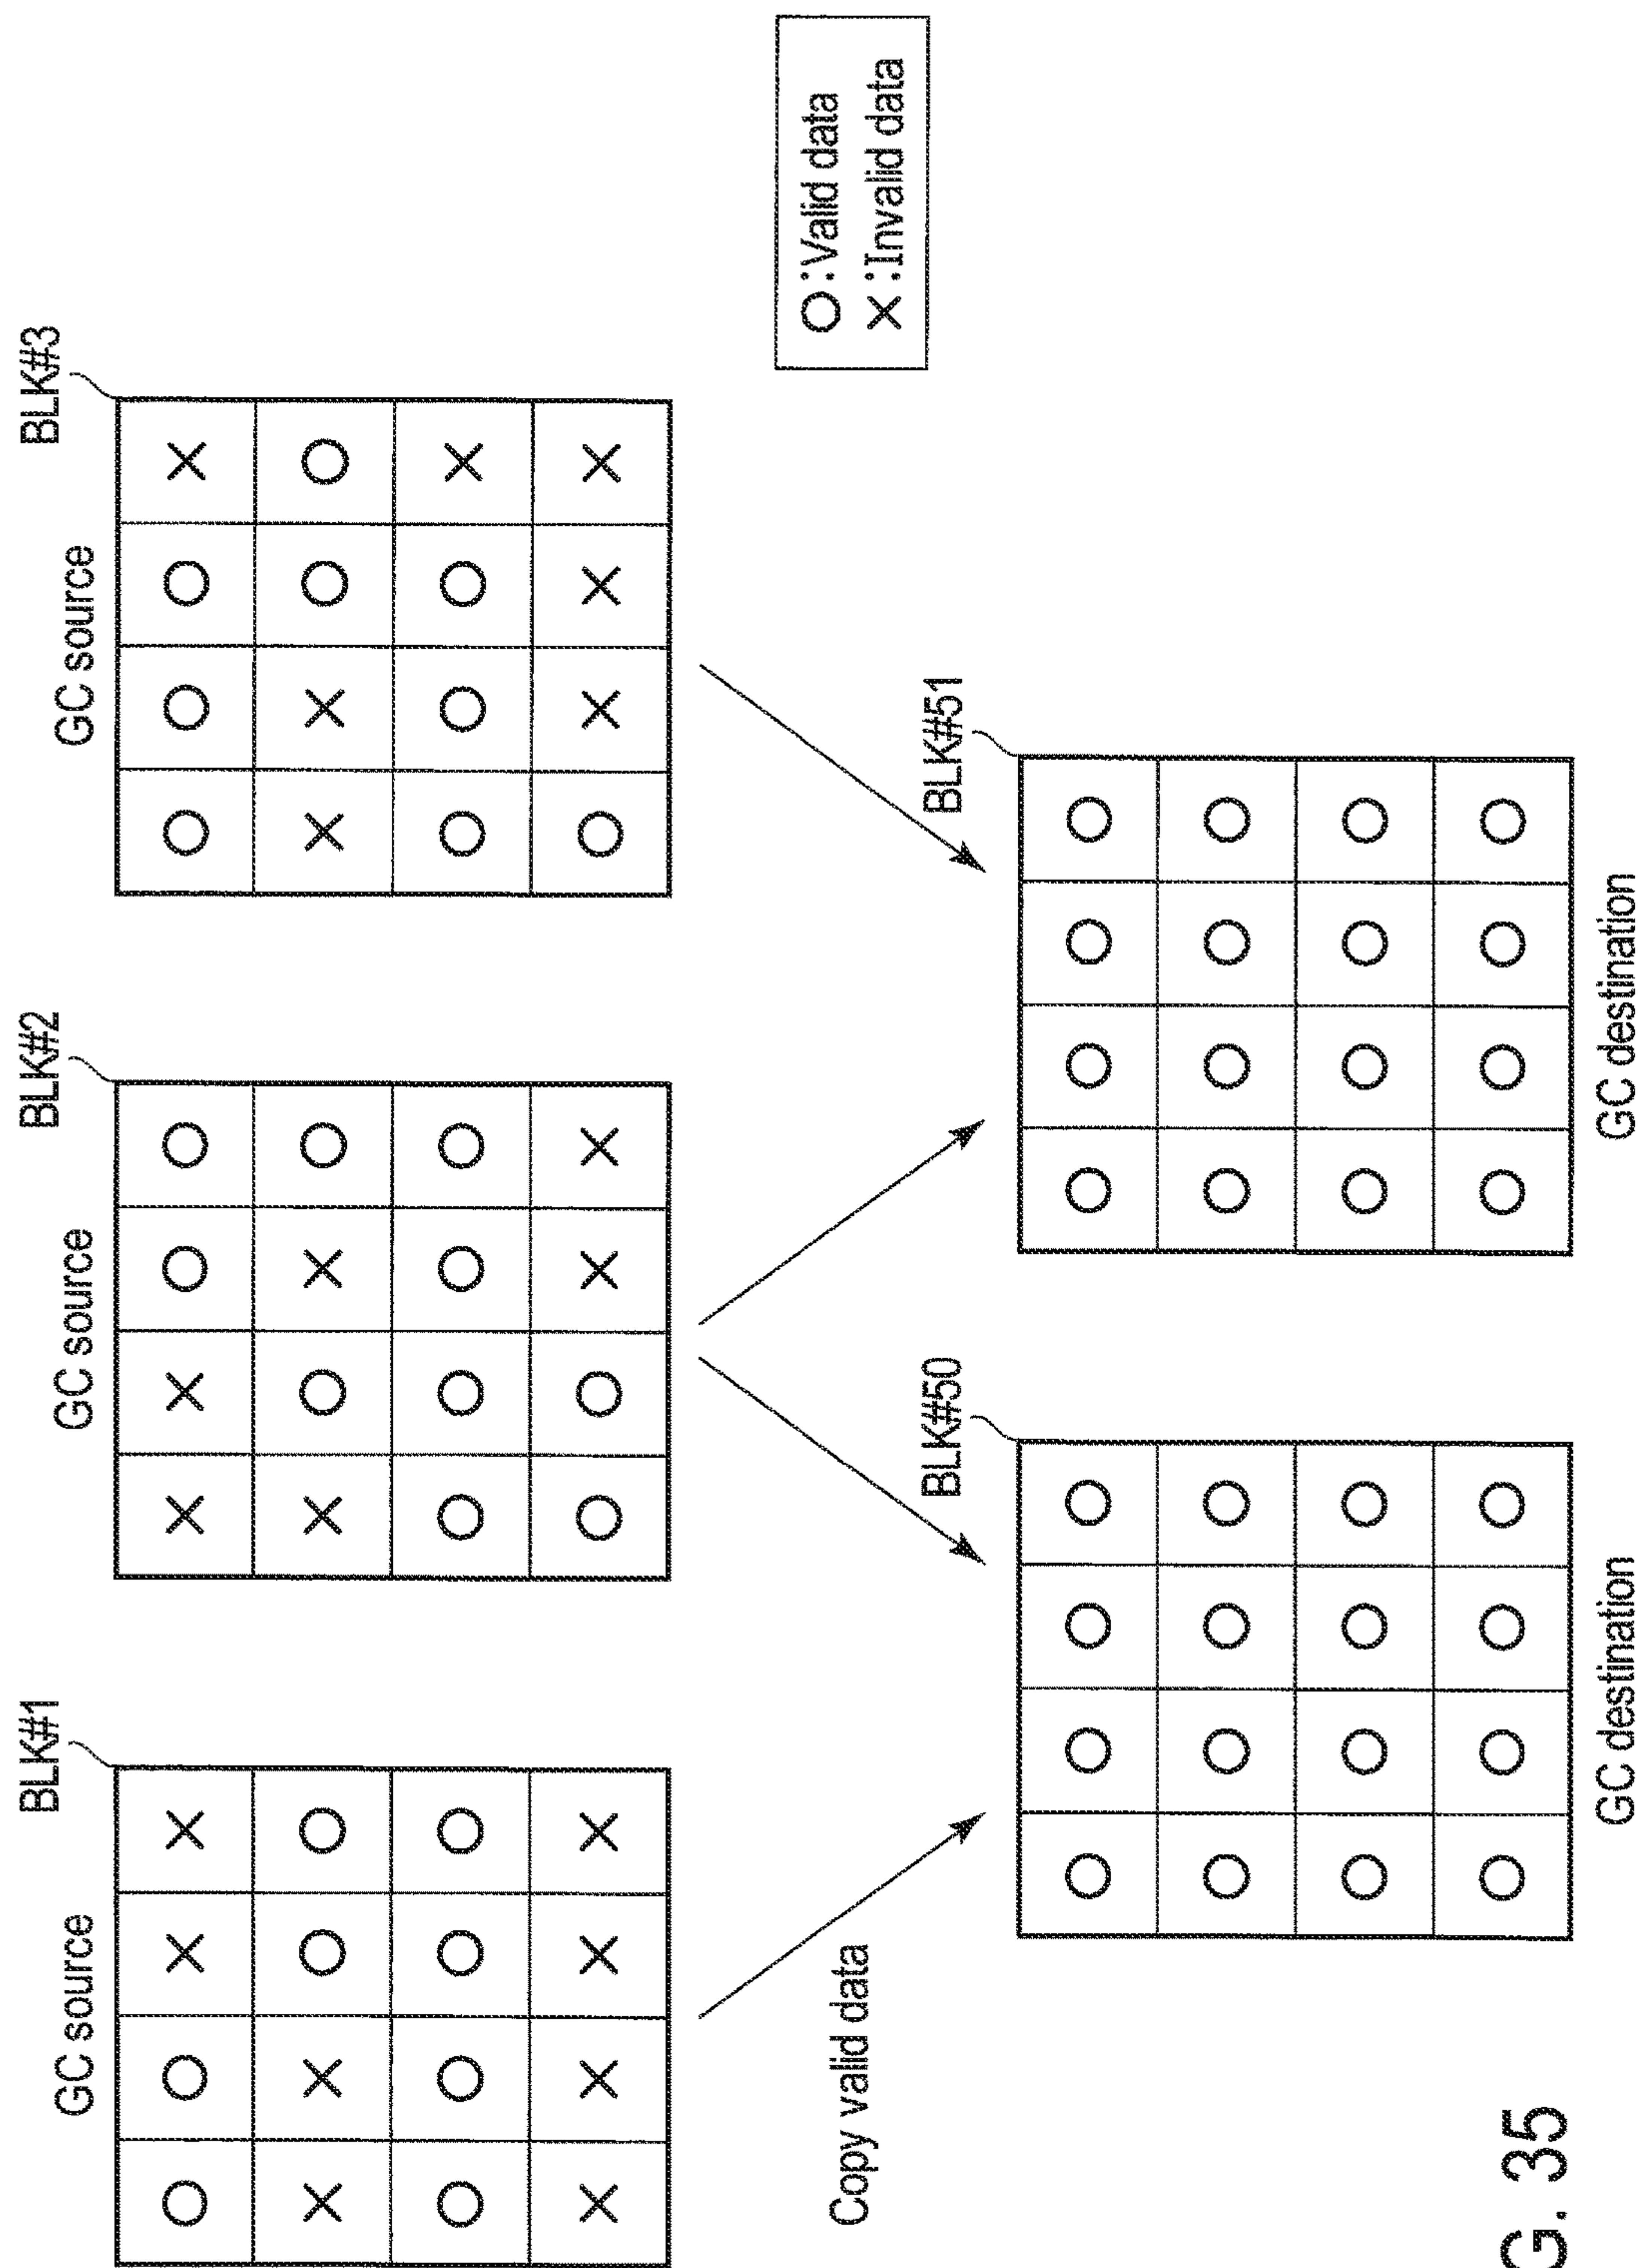 BLK#1
GC source
BLK#2
GC source
BLK#3
GC source
○:Valid data
×:Invalid data
Copy valid data
BLK#50
BLK#51
GC destination
GC destination
G. 35